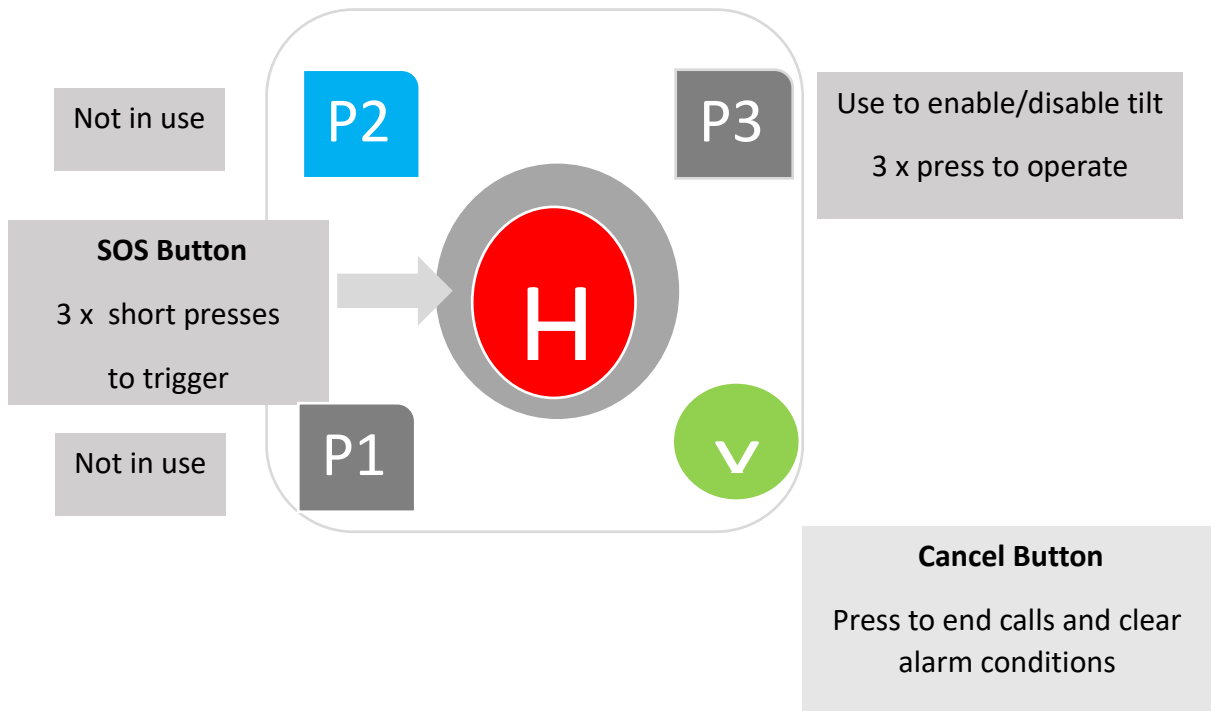 Not in use
P2
P3
Use to enable/disable tilt
3 x press to operate
SOS Button
3 x short presses
to trigger
H
Not in use
P1
v
Cancel Button
Press to end calls and clear
alarm conditions